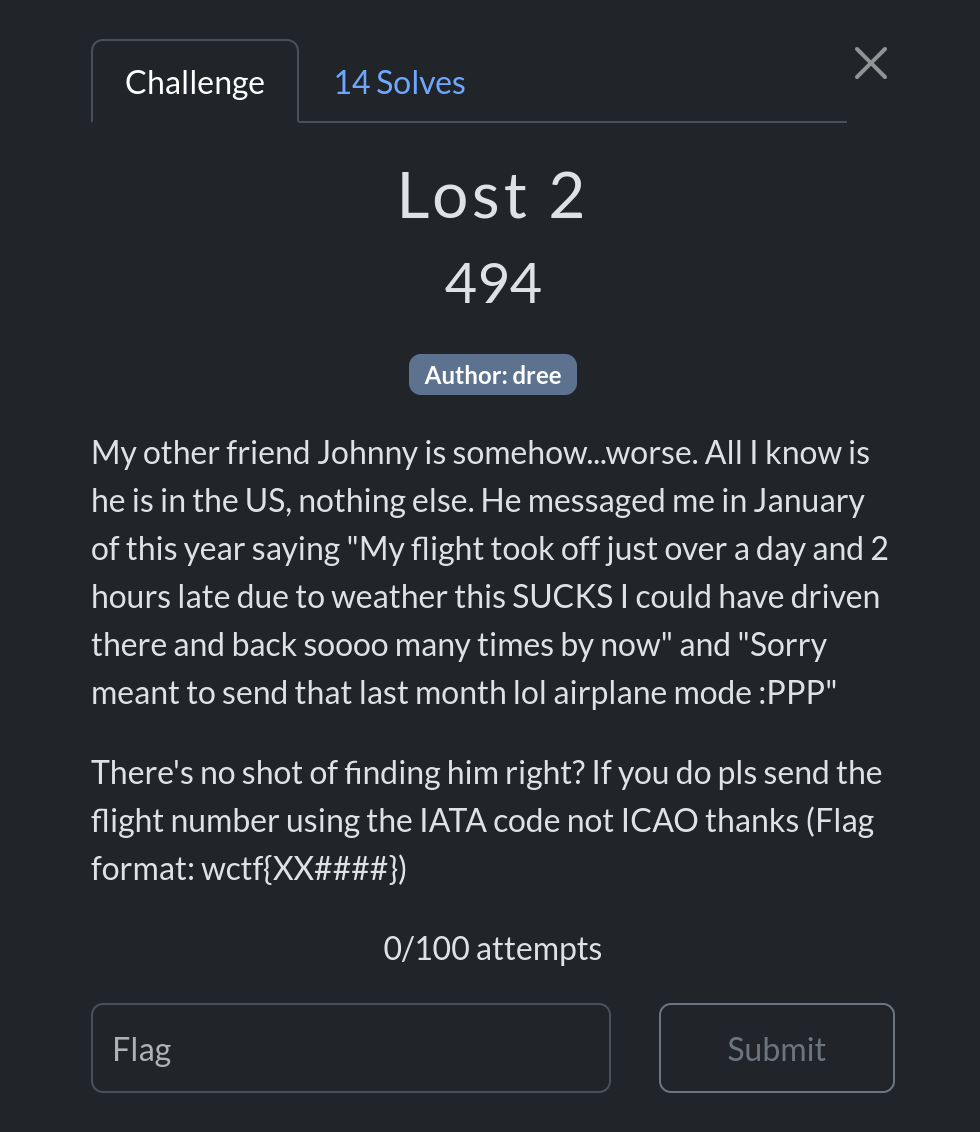 Challenge
14 Solves
Lost 2
494
Author: dree
My other friend Johnny is somehow...worse. All I know is
he is in the US, nothing else. He messaged me in January
of this year saying "My flight took off just over a day and 2
hours late due to weather this SUCKS I could have driven
there and back soooo many times by now" and "Sorry
meant to send that last month lol airplane mode :PPP"
There's no shot of finding him right? If you do pls send the
flight number using the IATA code not ICAO thanks (Flag
format: wctf{XX####})
0/100 attempts
Flag
Submit